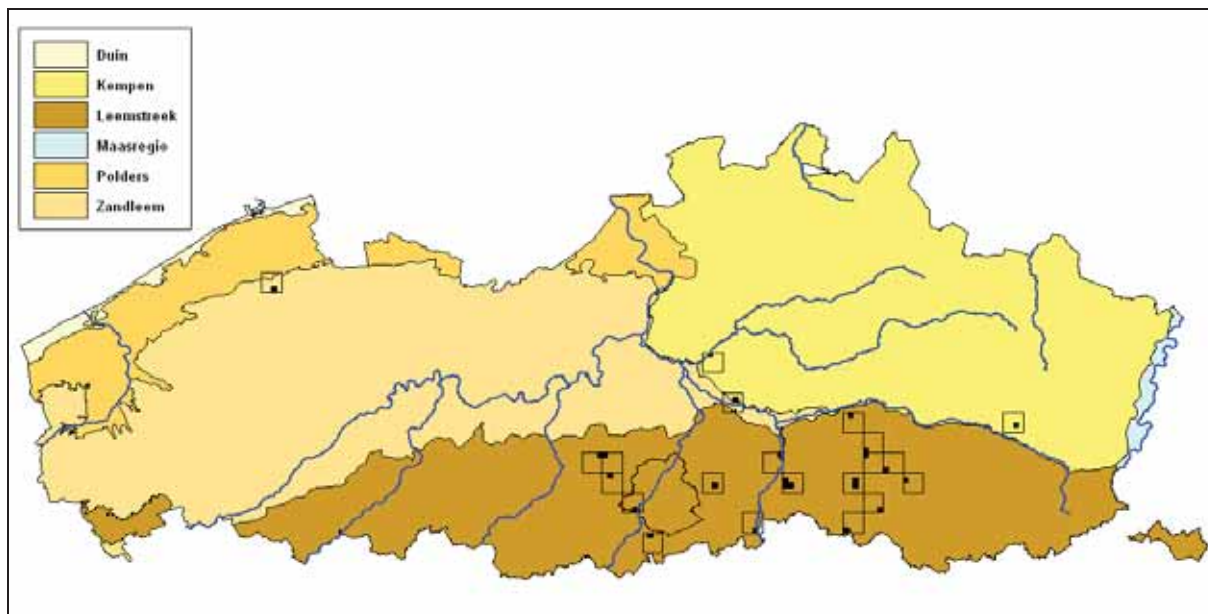 Duin
Kempen
Leemstreek
Maasregio
Polders
Zandleem